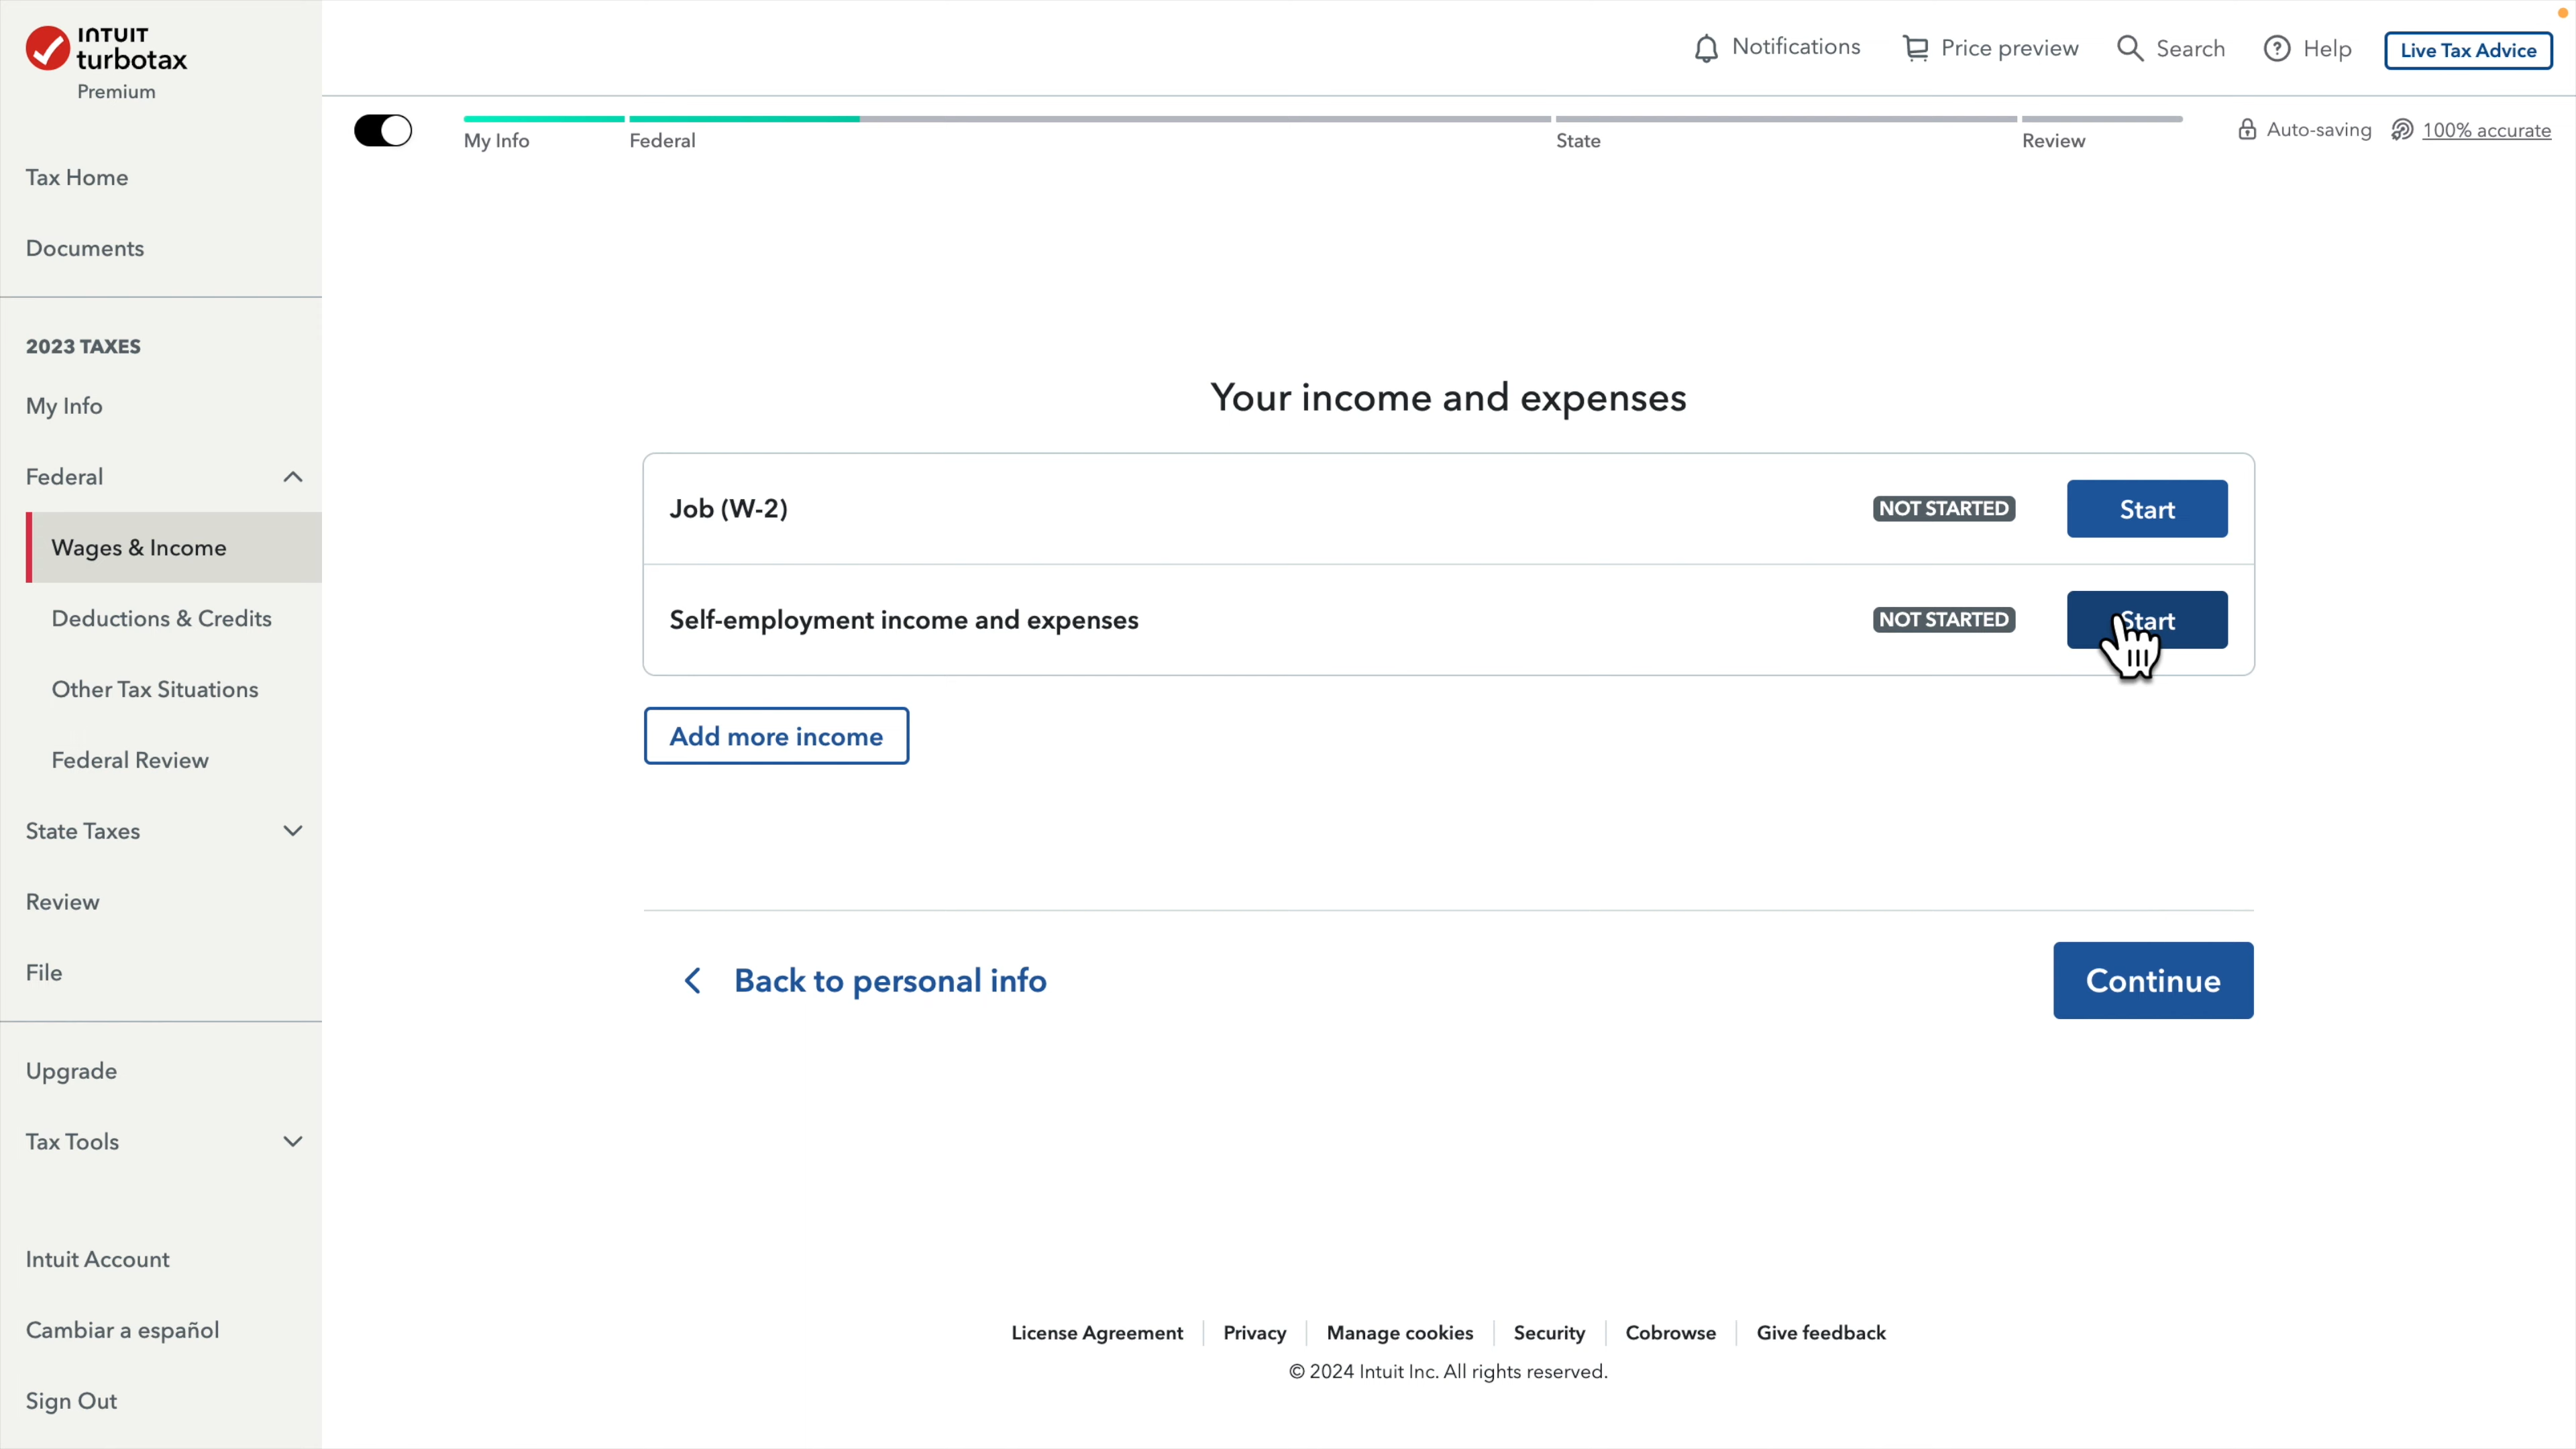 INTUIT
turbotax
Premium
Notifications
Price preview
Search
Help
Live Tax Advice
My Info
Federal
State
Review
Auto-saving
100% accurate
Tax Home
Documents
2023 TAXES
My Info
Federal
Wages & Income
Deductions & Credits
Other Tax Situations
Federal Review
State Taxes
Review
File
Upgrade
Tax Tools
Intuit Account
Cambiar a español
Sign Out
Your income and expenses
Job (W-2)
NOT STARTED
Start
Self-employment income and expenses
NOT STARTED
Start
Add more income
Back to personal info
Continue
License Agreement
Privacy
Manage cookies
Security
Cobrowse
Give feedback
© 2024 Intuit Inc. All rights reserved.